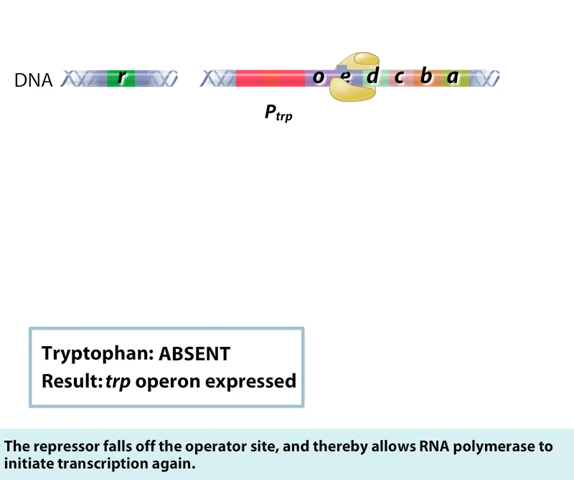 DNA r o e d c b a
Ptrp
Tryptophan: ABSENT
Result: trp operon expressed
The repressor falls off the operator site, and thereby allows RNA polymerase to
initiate transcription again.